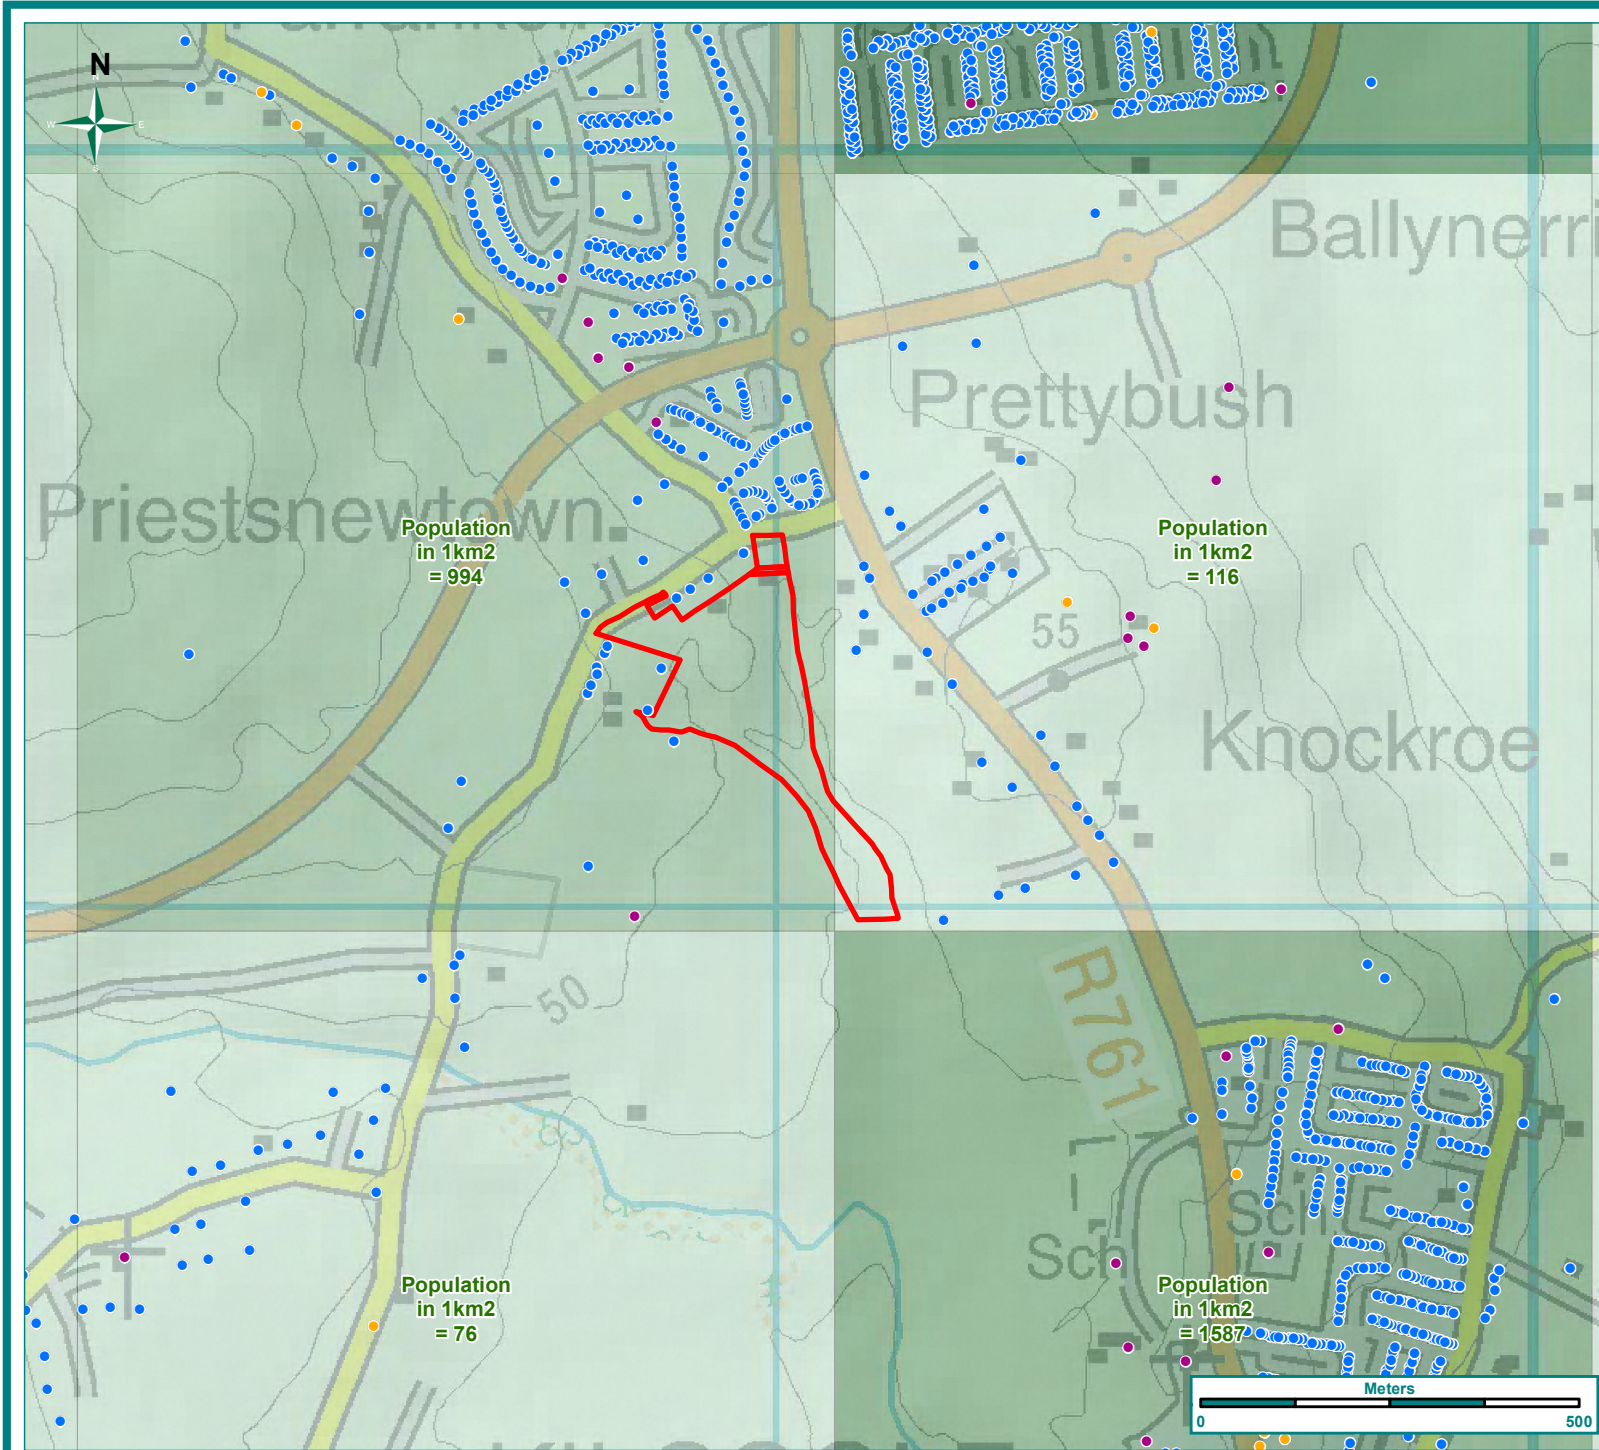 N
W
E
Ballynerri
Prettybush
Priestsnewtown
Population
in 1km2
= 994
Population
in 1km2
= 116
55
Knockroe
R761
50
Sch
Sch
Population
in 1km2
= 76
Population
in 1km2
= 1587
Meters
0
500